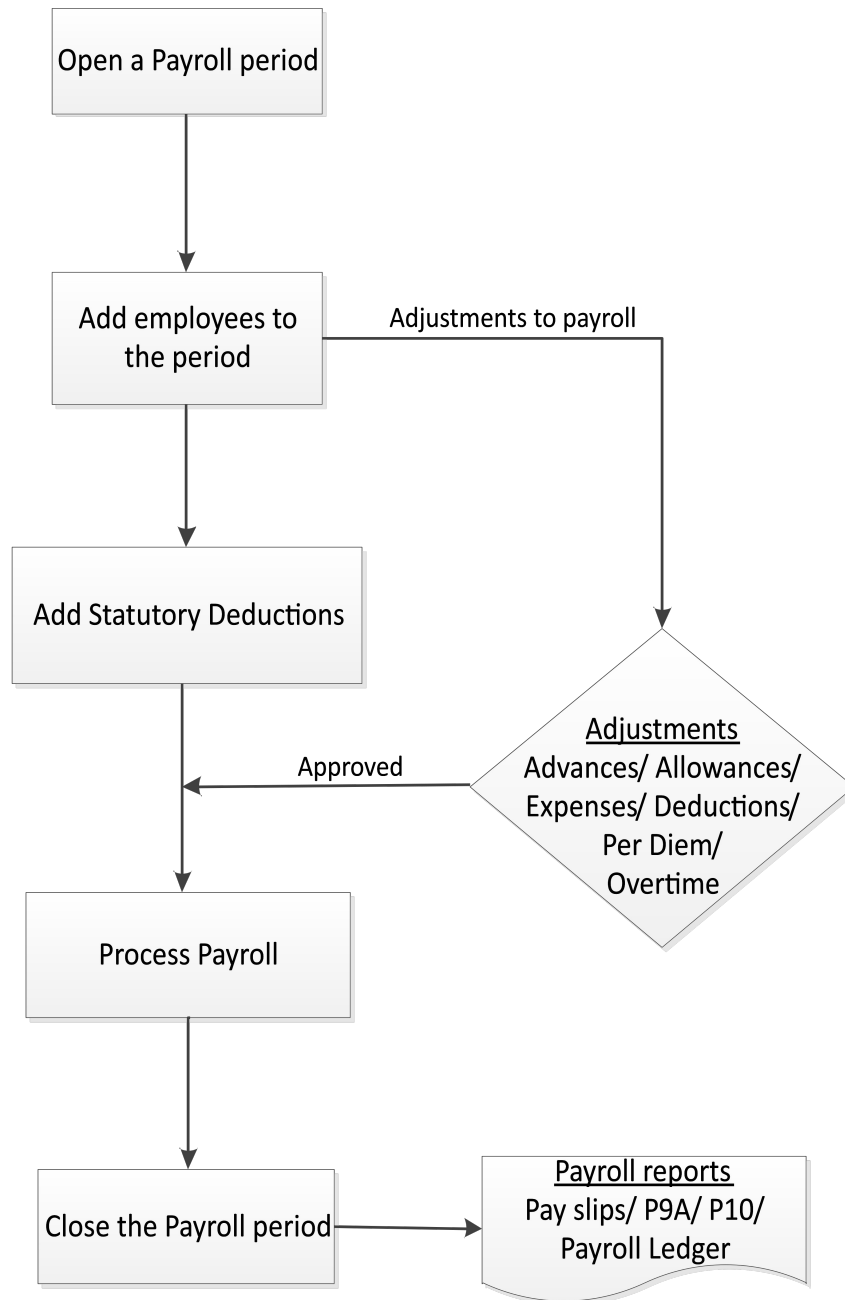 Open a Payroll period
Add employees to
the period
Adjustments to payroll
Add Statutory Deductions
Adjustments
Advances/ Allowances/
Expenses/ Deductions/
Per Diem/
Overtime
Approved
Process Payroll
Close the Payroll period
Payroll reports
Pay slips/ P9A/ P10/
Payroll Ledger